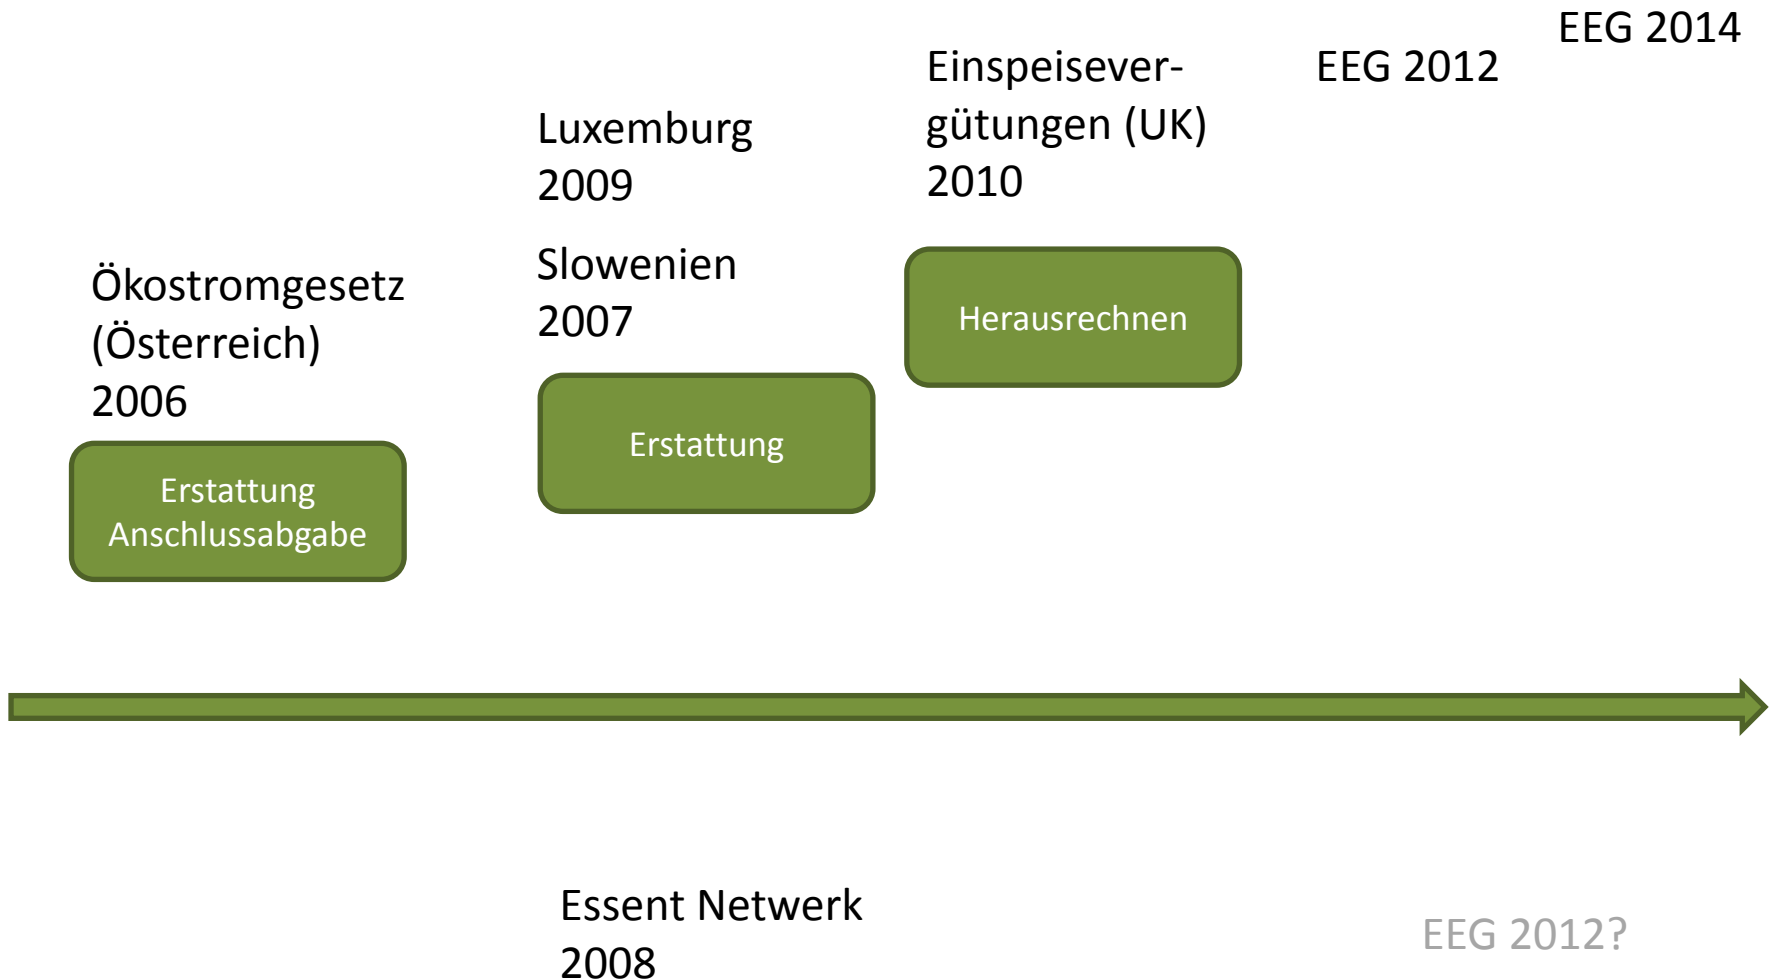 Ökostromgesetz
(Österreich)
2006
Erstattung
Anschlussabgabe
Luxemburg
2009
Slowenien
2007
Erstattung
Einspeisever-
gütungen (UK)
2010
Herausrechnen
EEG 2012
EEG 2014
Essent Netwerk
2008
EEG 2012?